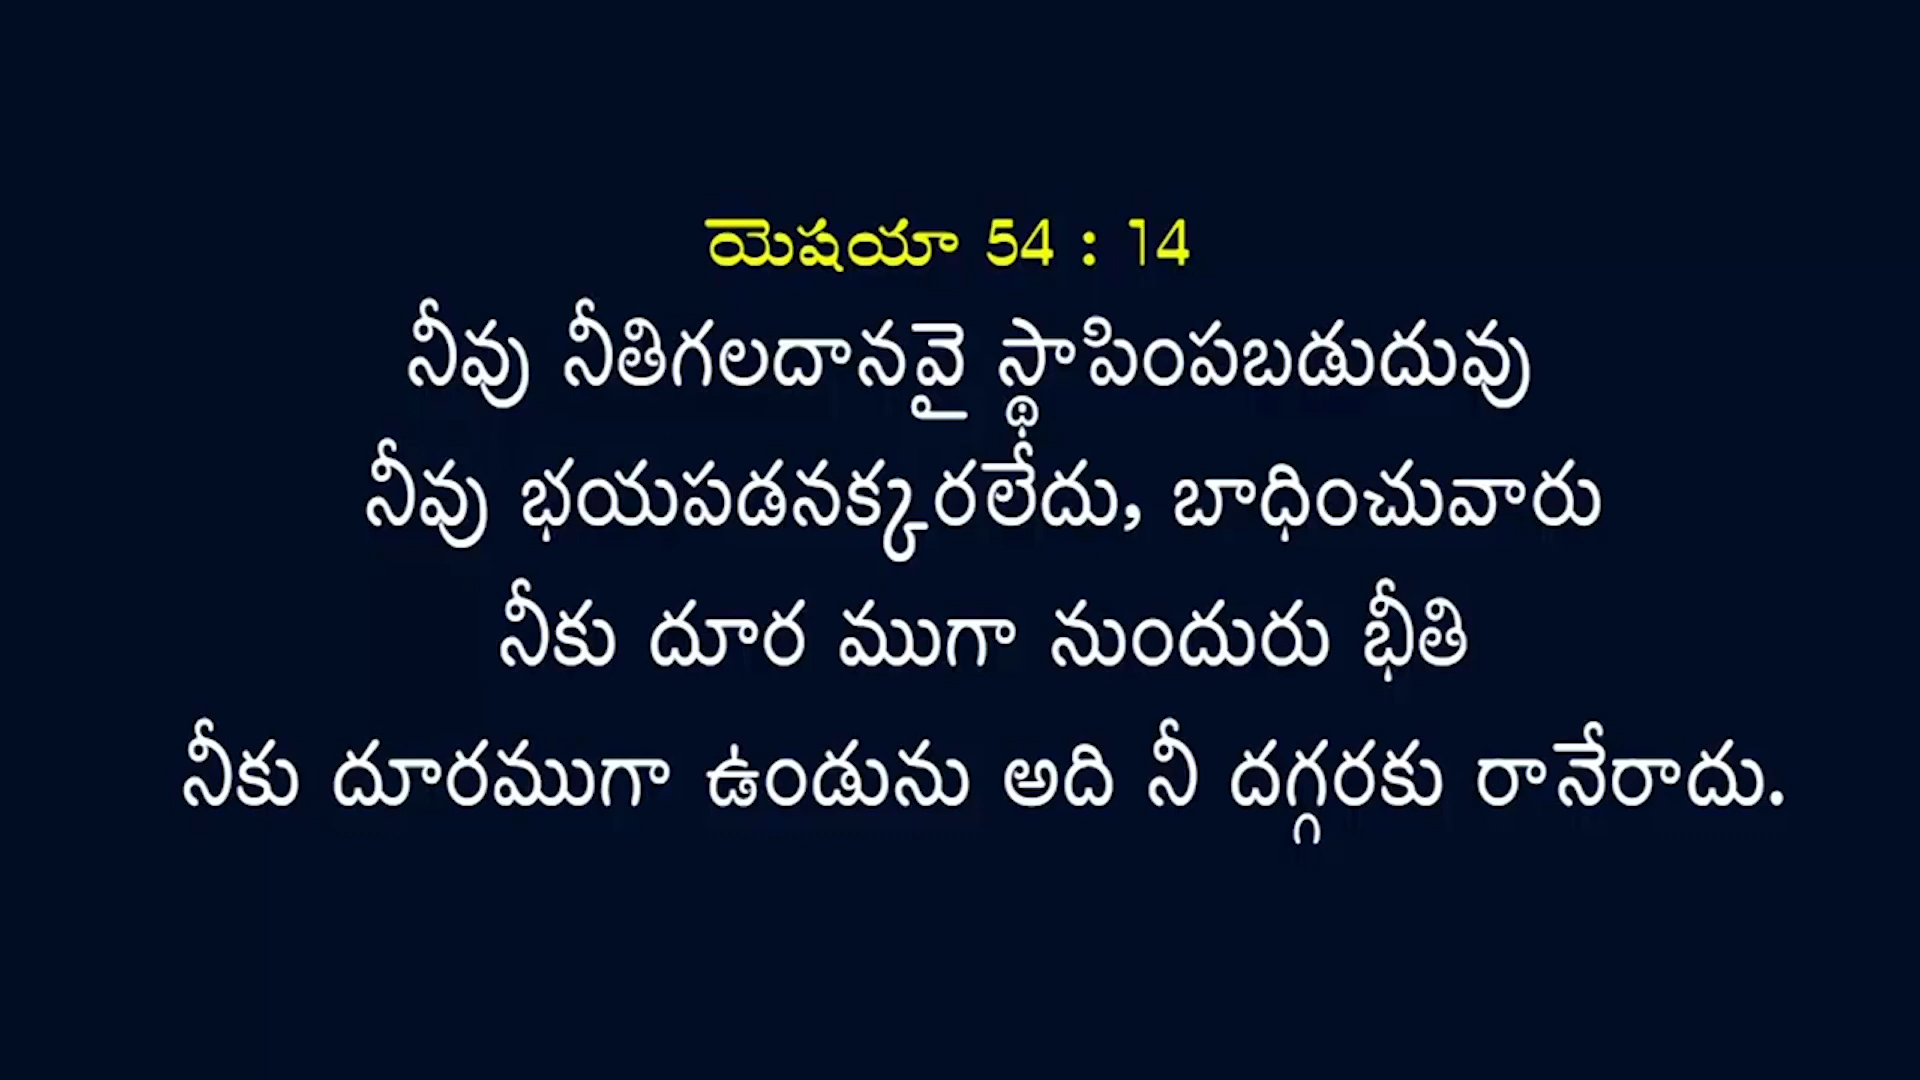 యెషయా 54 : 14
నీవు నీతిగలదానవై స్థాపింపబడుదువు
నీవు భయపడనక్కరలేదు, బాధించువారు
నీకు దూర ముగా నుందురు భీతి
నీకు దూరముగా ఉండును అది నీ దగ్గరకు రానేరాదు.